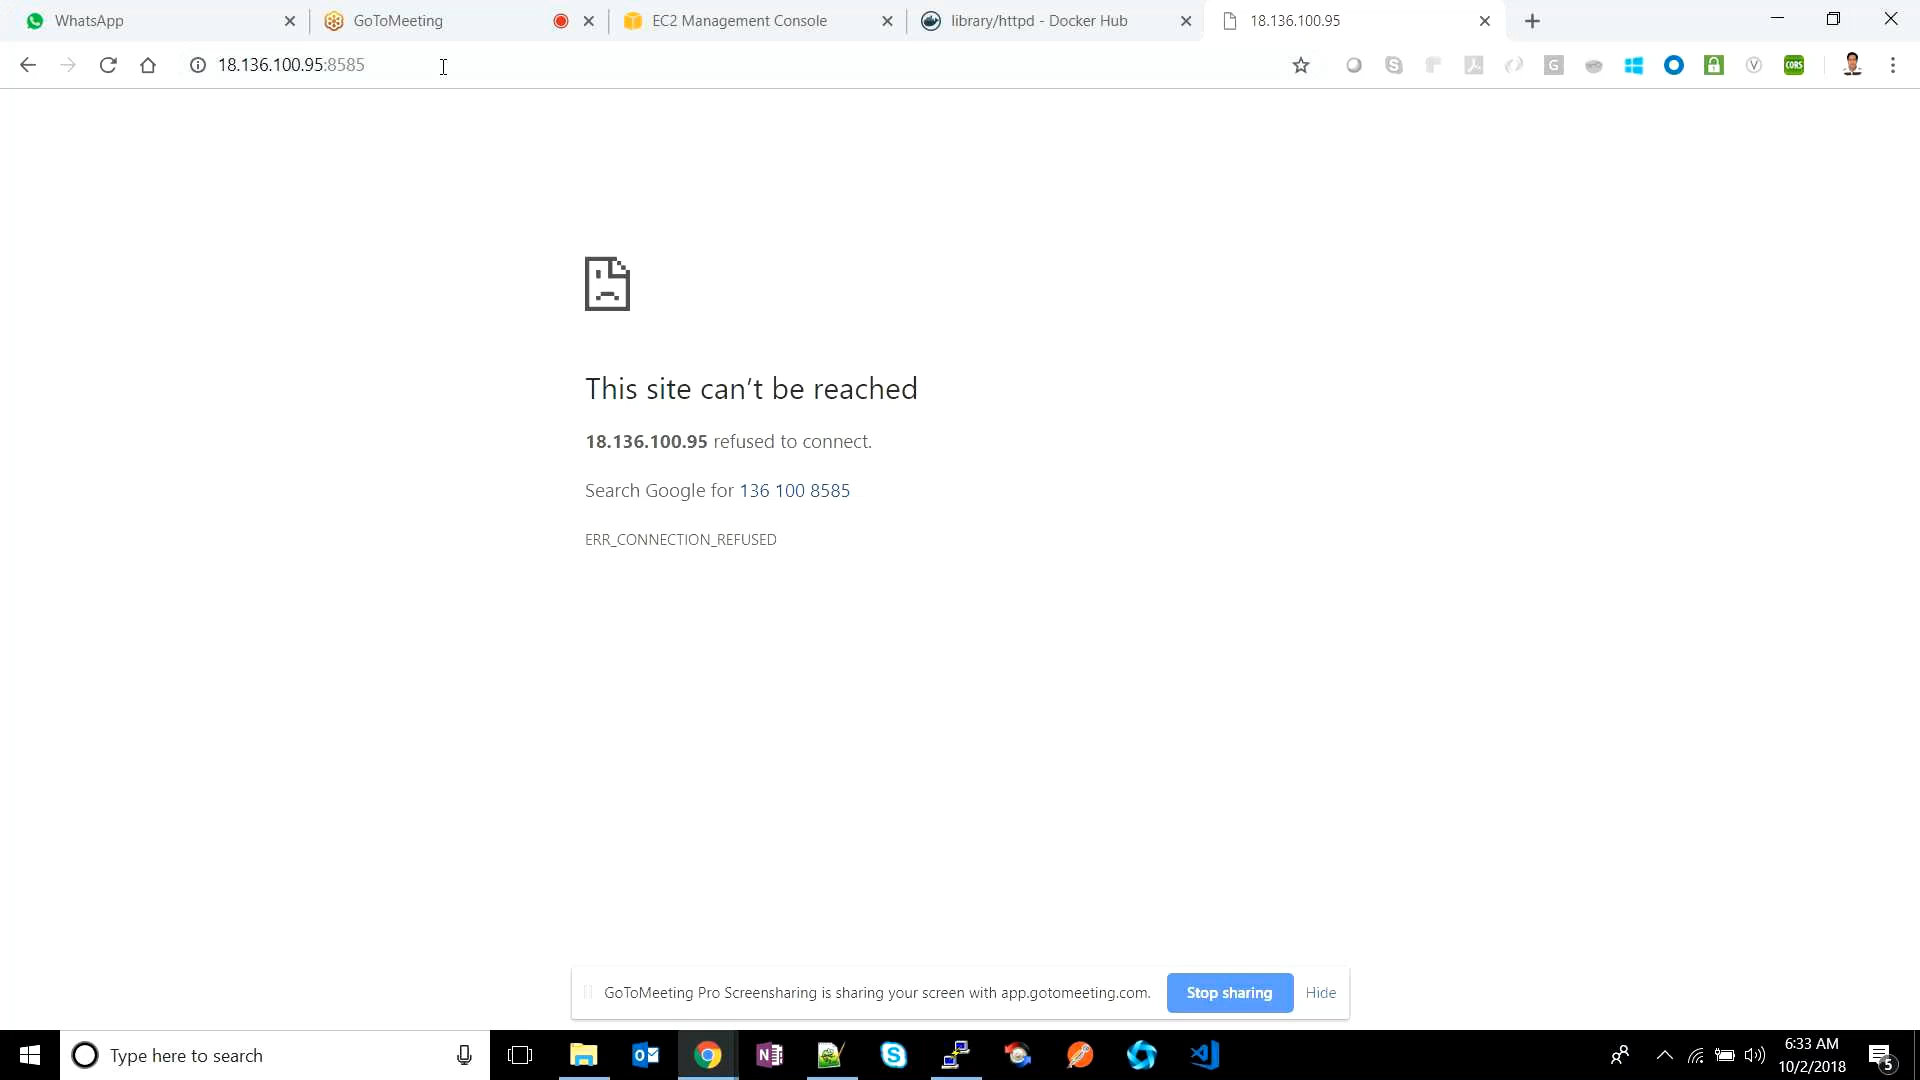 WhatsApp
GoToMeeting
EC2 Management Console
library/httpd - Docker Hub
18.136.100.95
18.136.100.95:8585
G
CORS
This site can’t be reached
18.136.100.95 refused to connect.
Search Google for 136 100 8585
ERR_CONNECTION_REFUSED
GoToMeeting Pro Screensharing is sharing your screen with app.gotomeeting.com.
Stop sharing
Hide
Type here to search
6:33 AM
10/2/2018
5